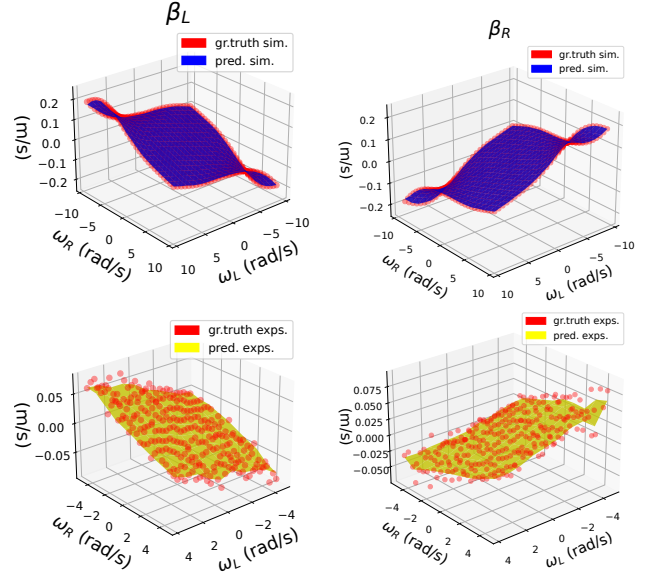 β_L
gr.truth sim.
pred. sim.
(m/s)
0.2
0.1
0.0
−0.1
−0.2
−10
−5
0
5
10
ω_R (rad/s)
10
5
0
−5
−10
ω_L (rad/s)
β_R
gr.truth sim.
pred. sim.
(m/s)
0.2
0.1
0.0
−0.1
−0.2
−10
−5
0
5
10
ω_R (rad/s)
10
5
0
−5
−10
ω_L (rad/s)
gr.truth exps.
pred. exps.
(m/s)
0.05
0.00
−0.05
−4
−2
0
2
4
ω_R (rad/s)
4
2
0
−2
−4
ω_L (rad/s)
gr.truth exps.
pred. exps.
(m/s)
0.075
0.050
0.025
0.000
−0.025
−0.050
−4
−2
0
2
4
ω_R (rad/s)
4
2
0
−2
−4
ω_L (rad/s)